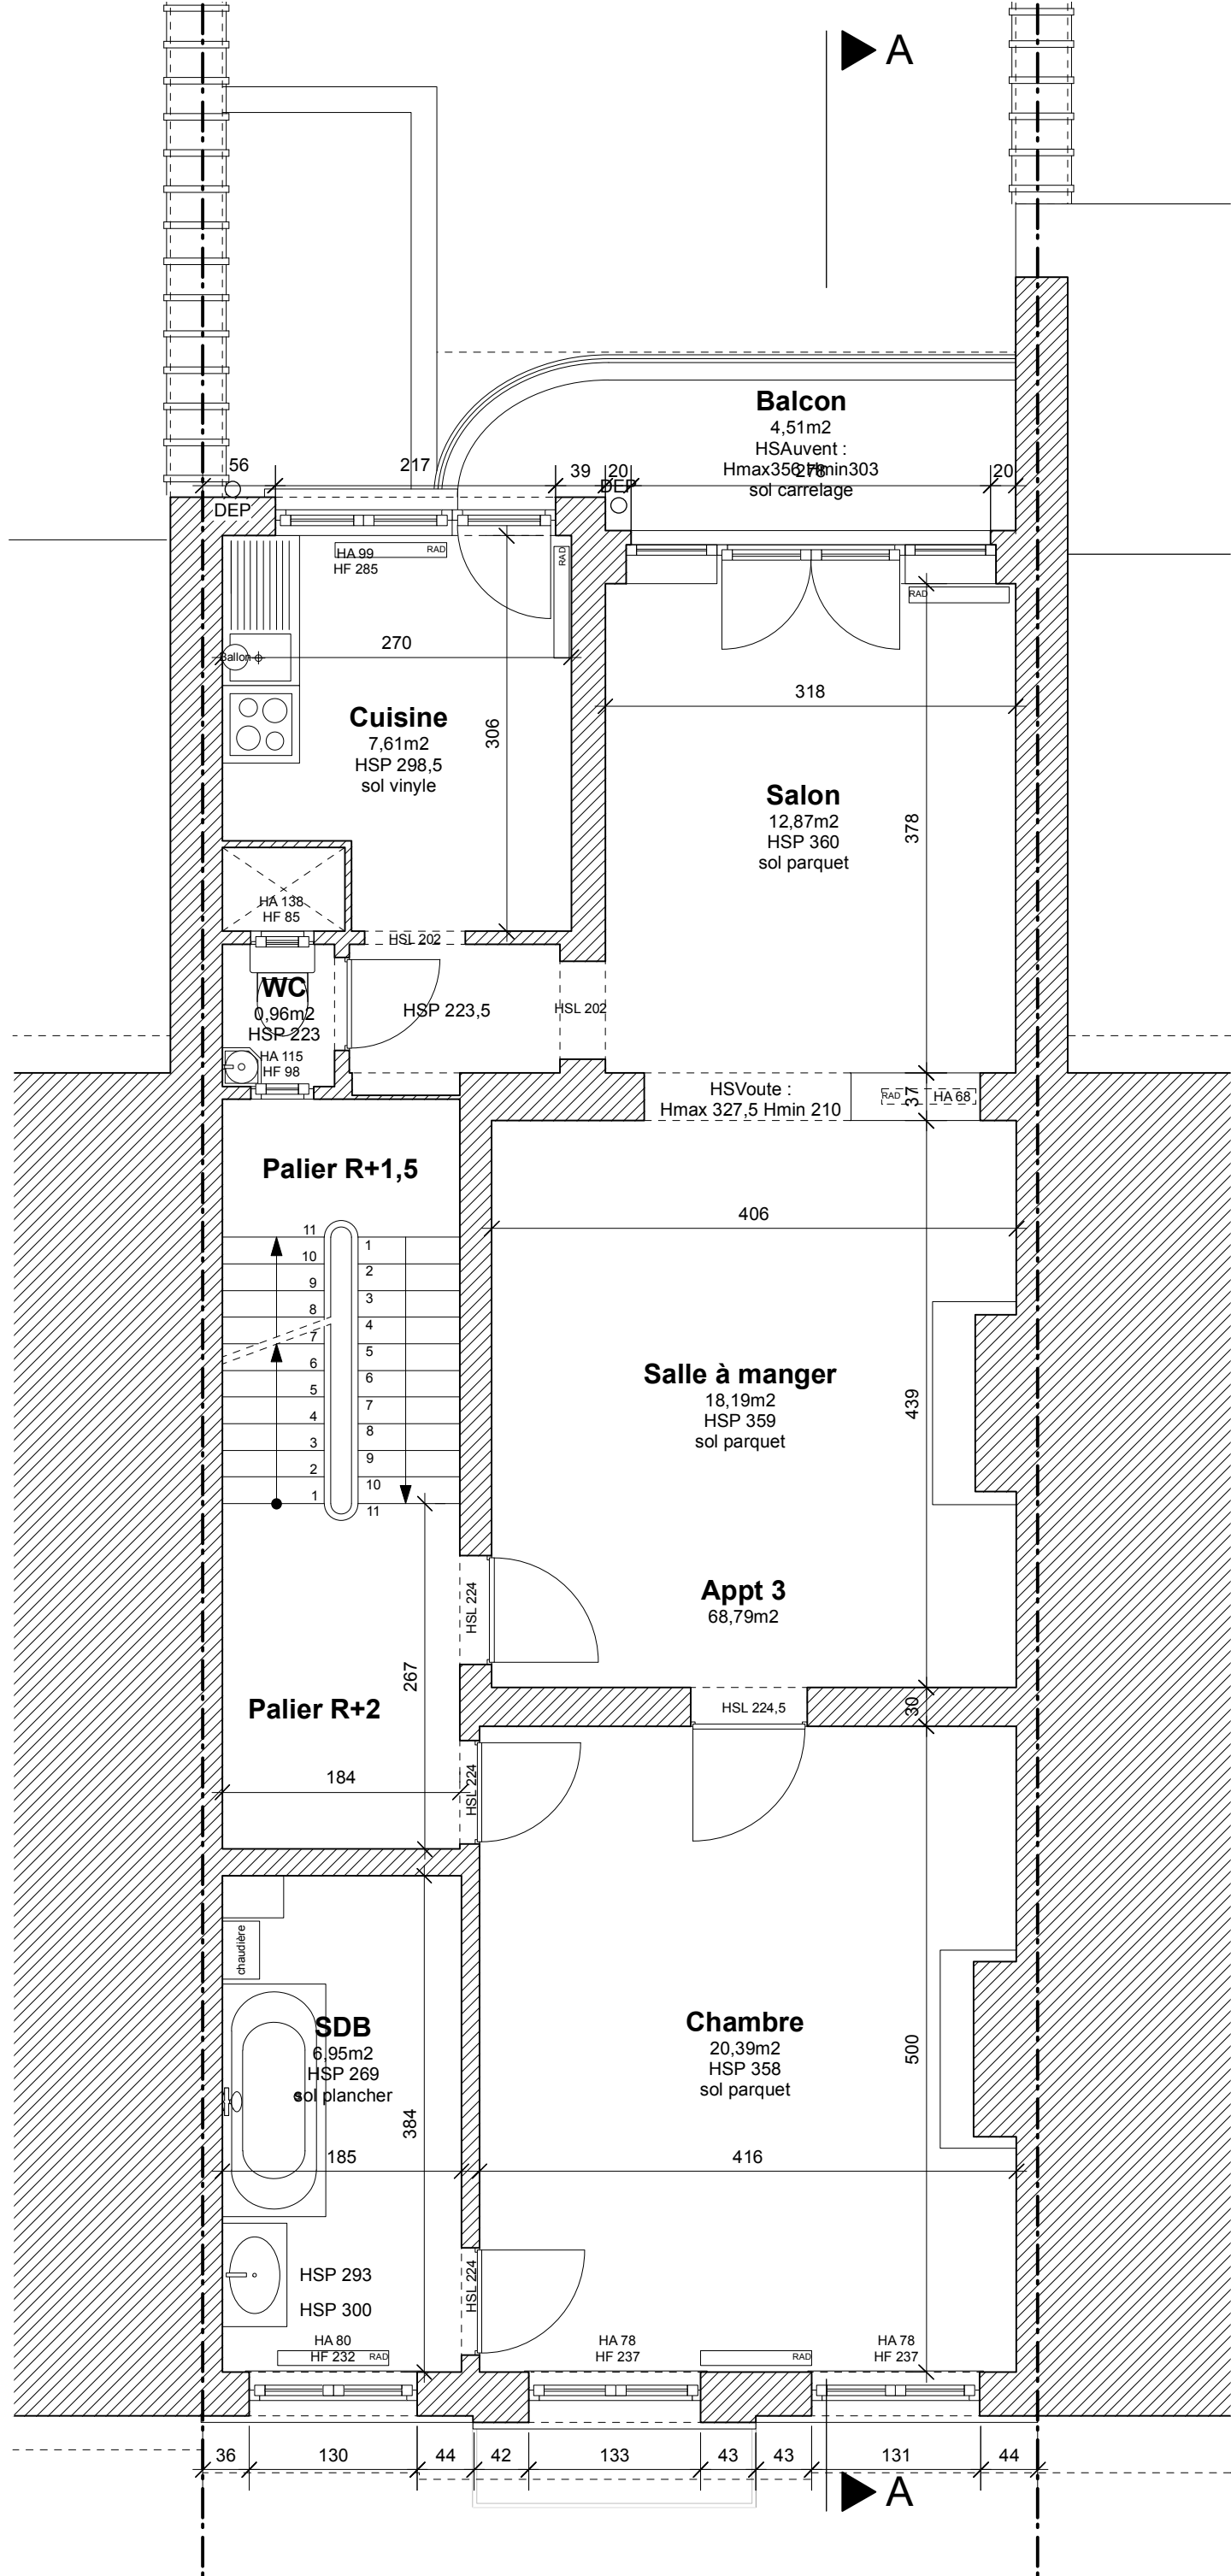 A
Balcon
4,51m2
HSAuvent :
Hmax356 Hmin303
sol carrelage
56
217
39
20
278
20
DEP
DEP
HA 99
HF 285
RAD
RAD
RAD
Ballon
270
306
Cuisine
7,61m2
HSP 298,5
sol vinyle
318
Salon
12,87m2
HSP 360
sol parquet
378
HA 138
HF 85
HSL 202
WC
0,96m2
HSP 223
HSP 223,5
HSL 202
HA 115
HF 98
HSVoute :
Hmax 327,5 Hmin 210
RAD
37
HA 68
Palier R+1,5
406
11
10
9
8
7
6
5
4
3
2
1
1
2
3
4
5
6
7
8
9
10
11
Salle à manger
18,19m2
HSP 359
sol parquet
439
Appt 3
68,79m2
HSL 224
267
Palier R+2
HSL 224,5
30
184
HSL 224
chaudière
SDB
6,95m2
HSP 269
sol plancher
384
185
Chambre
20,39m2
HSP 358
sol parquet
500
416
HSP 293
HSP 300
HSL 224
HA 80
HF 232
RAD
HA 78
HF 237
RAD
HA 78
HF 237
36
130
44
42
133
43
43
131
44
A